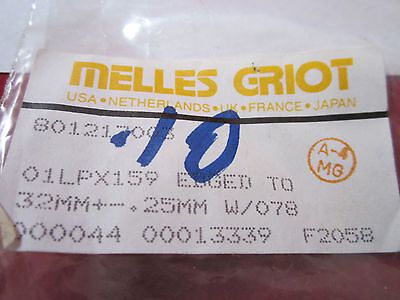 MELLES GRIOT
USA • NETHERLANDS • UK • FRANCE • JAPAN
801217003
.10
01LPX159 EDGED TO
A-4
MG
32MM+-.25MM W/078
000044 00013339 F2058